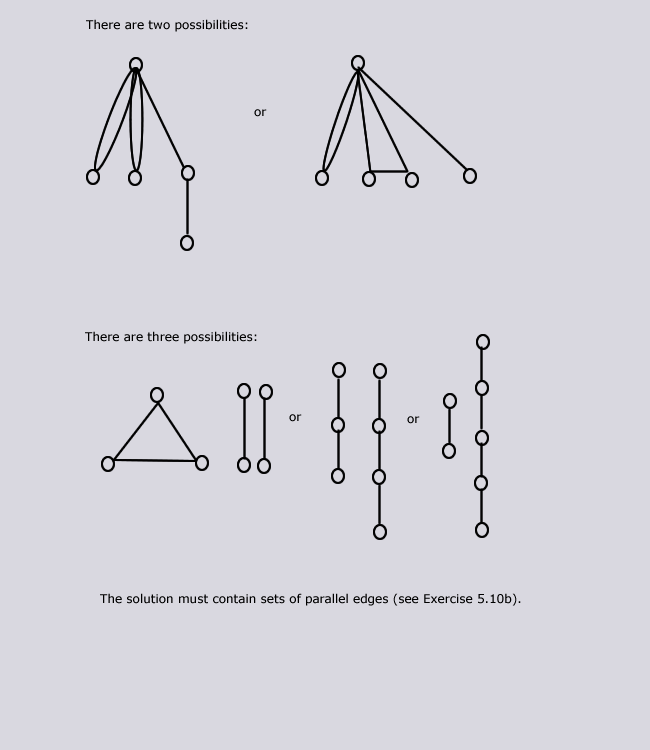 There are two possibilities:
or
There are three possibilities:
or
or
The solution must contain sets of parallel edges (see Exercise 5.10b).